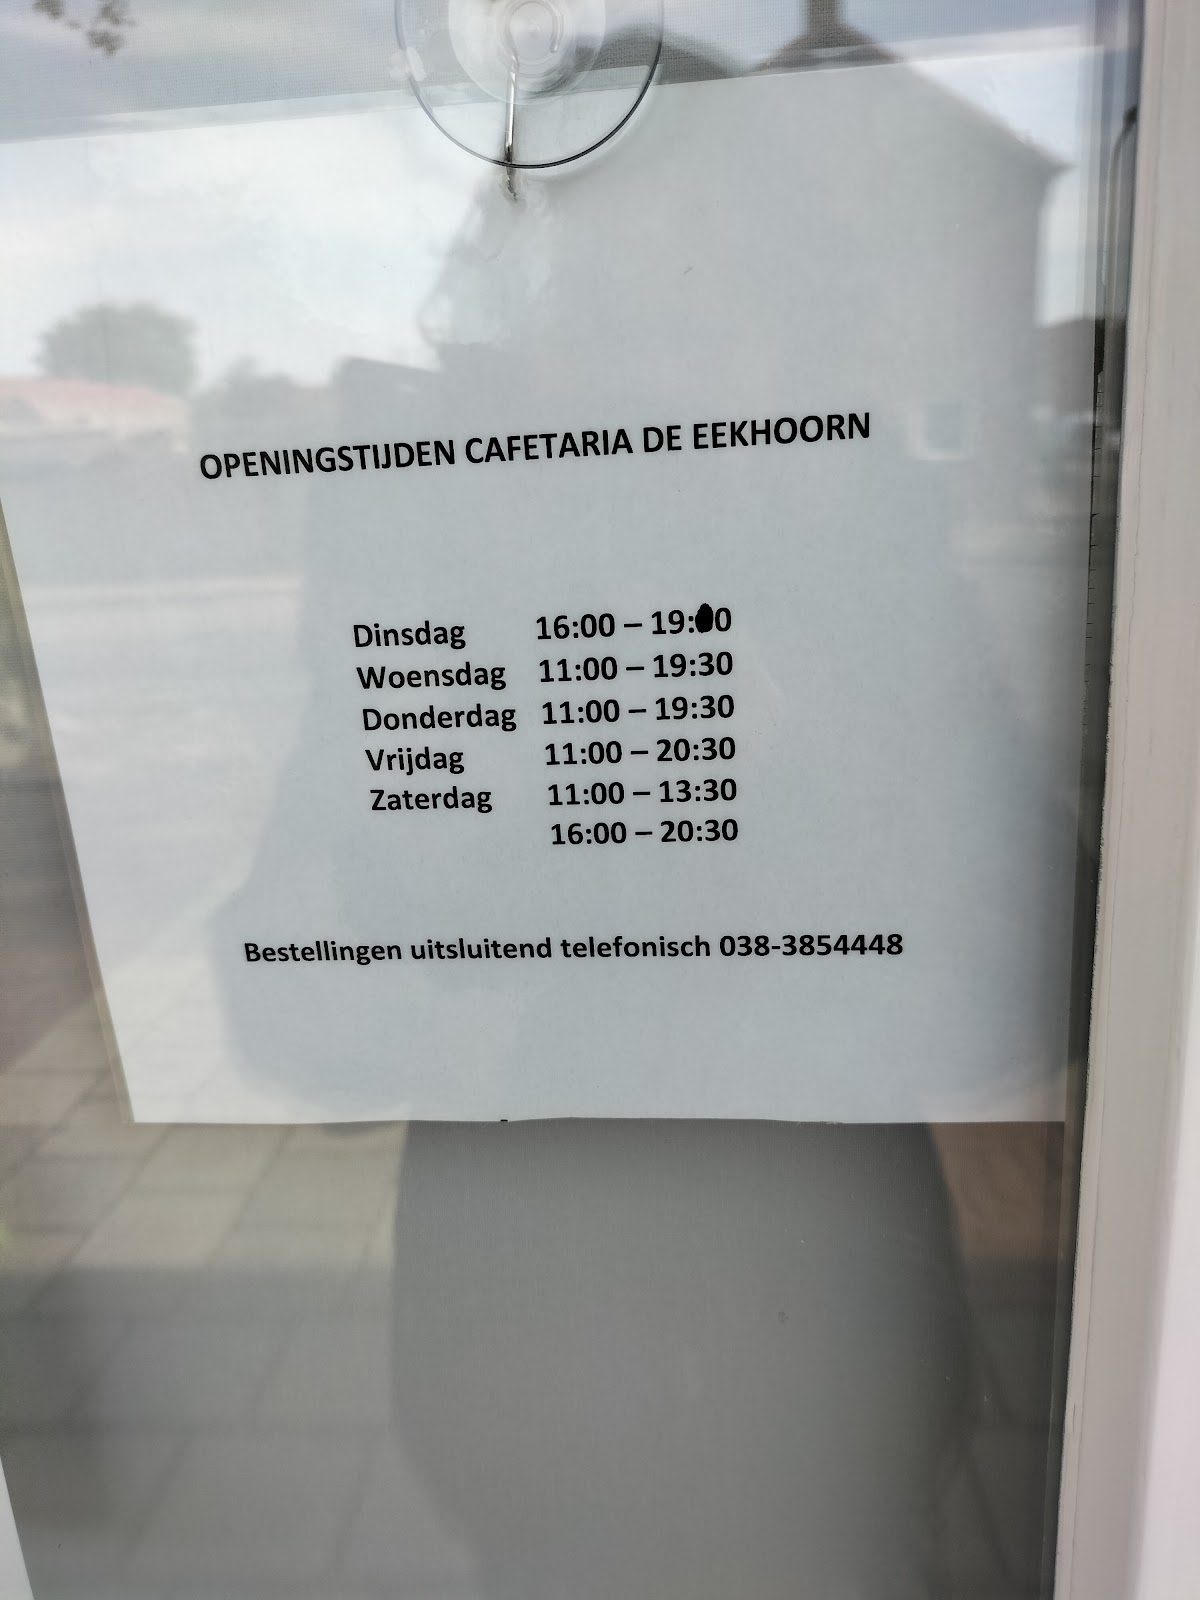 OPENINGSTIJDEN CAFETARIA DE EEKHOORN
Dinsdag 16:00 –
Woensdag 11:00 – 19:30
Donderdag 11:00 – 19:30
Vrijdag 11:00 – 20:30
Zaterdag 11:00 – 13:30
16:00 – 20:30
Bestellingen uitsluitend telefonisch 038-3854448